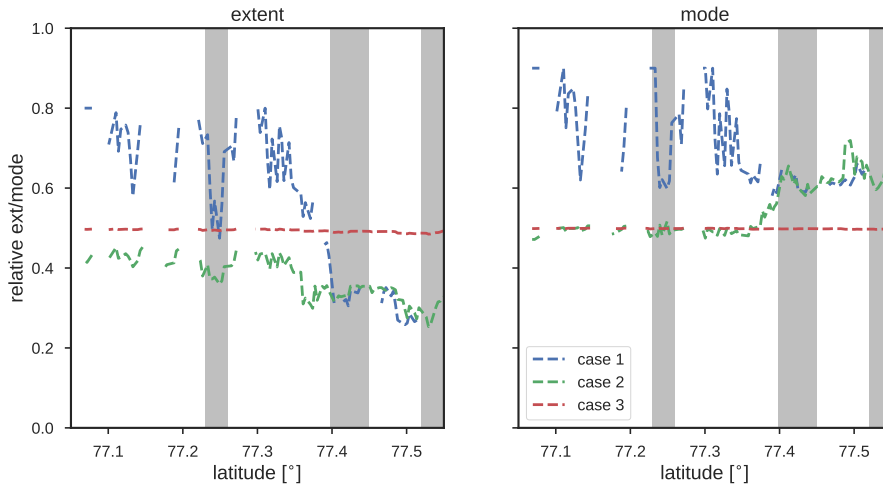 extent
mode
1.0
0.8
0.6
0.4
0.2
0.0
relative ext/mode
77.1 77.2 77.3 77.4 77.5
77.1 77.2 77.3 77.4 77.5
latitude [°]
latitude [°]
case 1
case 2
case 3